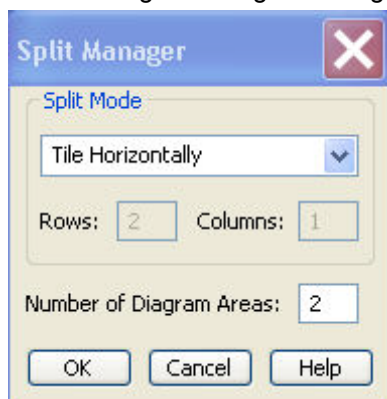 Split Manager
Split Mode
Tile Horizontally
Rows: 2 Columns: 1
Number of Diagram Areas: 2
OK Cancel Help